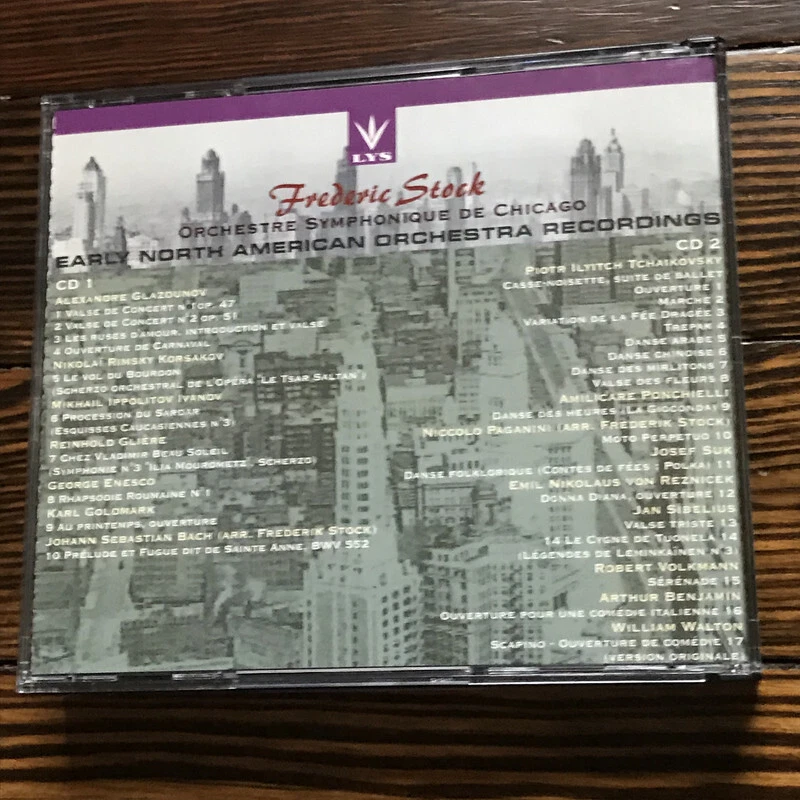 LYS
Frederic Stock
ORCHESTRE SYMPHONIQUE DE CHICAGO
EARLY NORTH AMERICAN ORCHESTRA RECORDINGS
CD 1
ALEXANDRE GLAZOUNOV
1 VALSE DE CONCERT N°1 OP. 47
2 VALSE DE CONCERT N°2 OP. 51
3 LES RUSES D'AMOUR, INTRODUCTION ET VALSE
4 OUVERTURE DE CARNAVAL
NIKOLAÏ RIMSKY KORSAKOV
5 LE VOL DU BOURDON
(SCHERZO ORCHESTRAL DE L'OPÉRA "LE TSAR SALTAN")
MIKHAIL IPPOLITOV IVANOV
6 PROCESSION DU SARDAR
(ESQUISSES CAUCASIENNES N°3)
REINHOLD GLIÈRE
7 CHEZ VLADIMIR BEAU SOLEIL
(SYMPHONIE N°3 "ILIA MOUROMETZ", SCHERZO)
GEORGE ENESCO
8 RHAPSODIE ROUMAINE N°1
KARL GOLDMARK
9 AU PRINTEMPS, OUVERTURE
JOHANN SEBASTIAN BACH (ARR. FREDERIK STOCK)
10 PRÉLUDE ET FUGUE DIT DE SAINTE ANNE, BWV 552
CD 2
PIOTR ILYITCH TCHAIKOVSKY
CASSE-NOISETTE, SUITE DE BALLET
OUVERTURE 1
MARCHE 2
VARIATION DE LA FÉE DRAGÉE 3
TREPAK 4
DANSE ARABE 5
DANSE CHINOISE 6
DANSE DES MIRLITONS 7
VALSE DES FLEURS 8
AMILICARE PONCHIELLI
DANSE DES HEURES (LA GIOCONDA) 9
NICCOLO PAGANINI (ARR. FREDERIK STOCK)
MOTO PERPETUO 10
JOSEF SUK
DANSE FOLKLORIQUE (CONTES DE FÉES : POLKA) 11
EMIL NIKOLAUS VON REZNICEK
DONNA DIANA, OUVERTURE 12
JAN SIBELIUS
VALSE TRISTE 13
14 LE CYGNE DE TUONELA 14
(LÉGENDES DE LEMINKAÏNEN N°3)
ROBERT VOLKMANN
SÉRÉNADE 15
ARTHUR BENJAMIN
OUVERTURE POUR UNE COMÉDIE ITALIENNE 16
WILLIAM WALTON
SCAPINO - OUVERTURE DE COMÉDIE 17
(VERSION ORIGINALE)